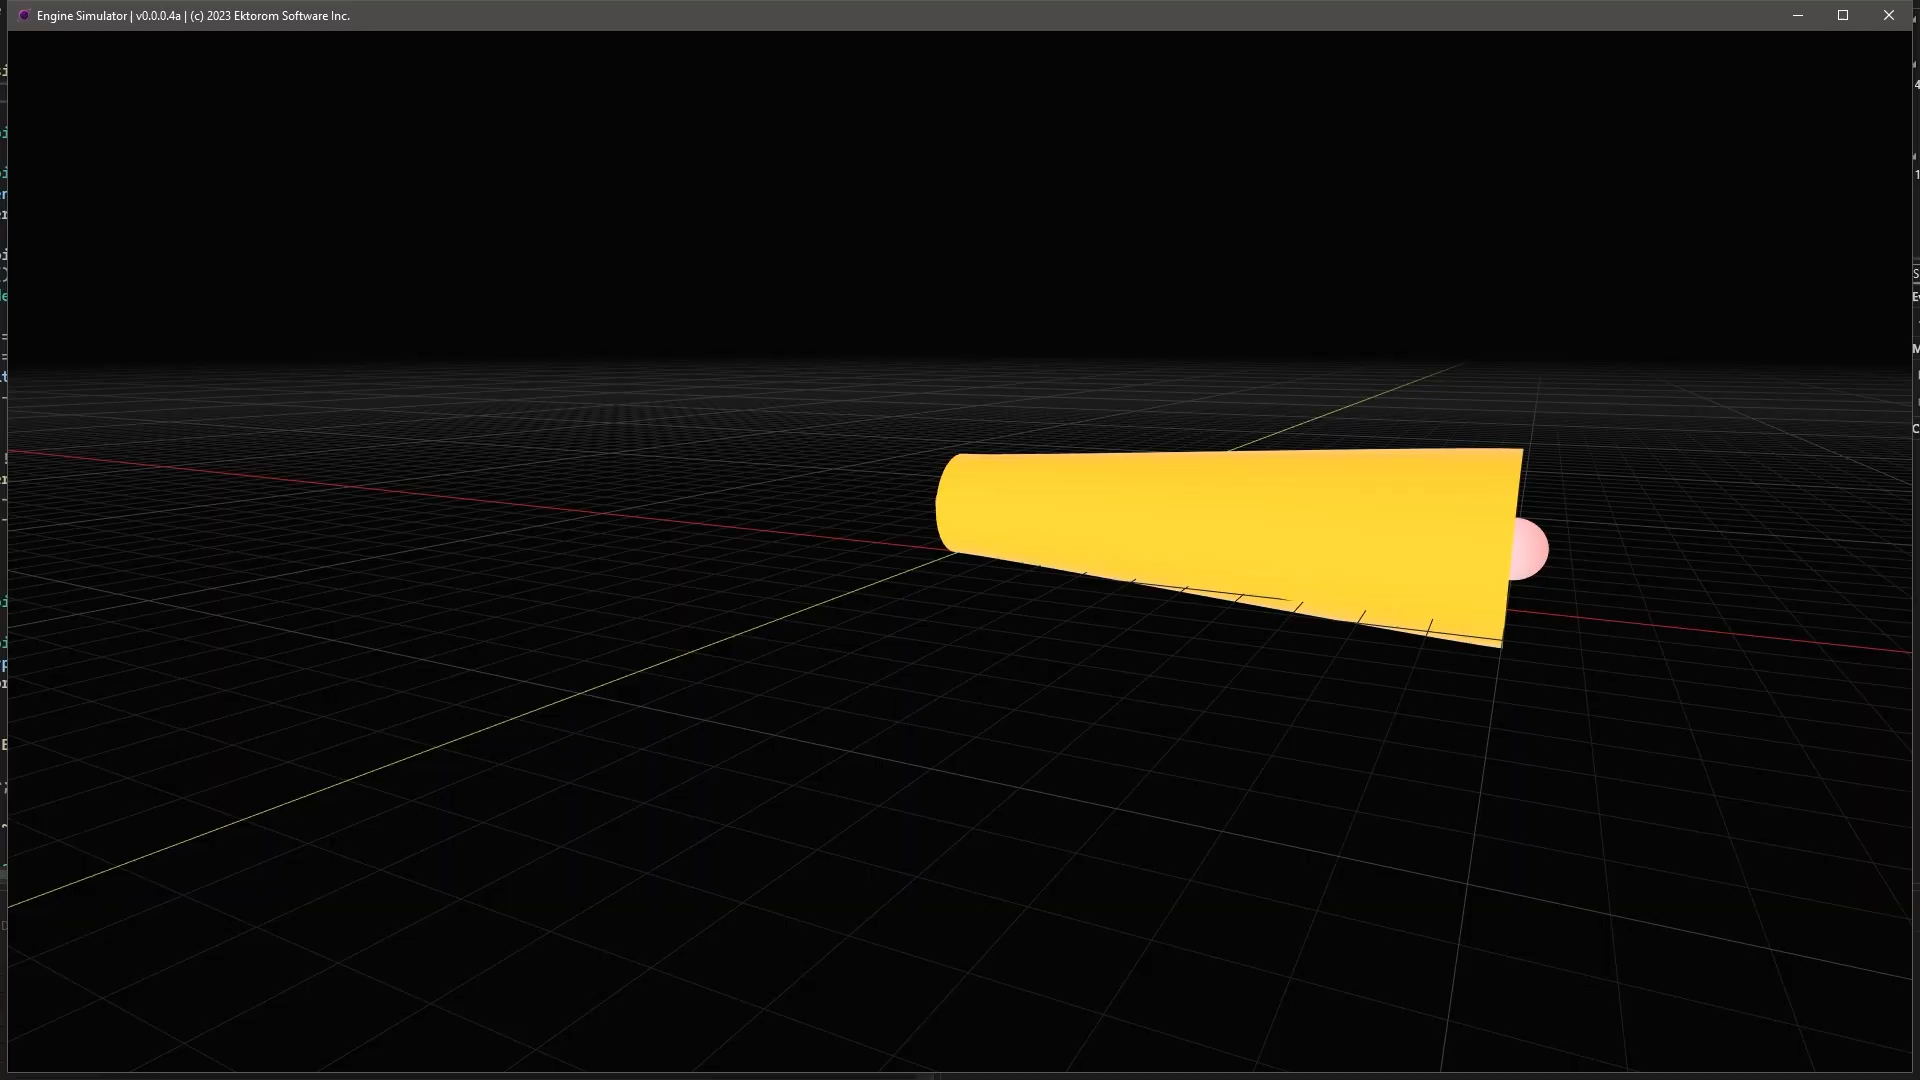 Engine Simulator | v0.0.0.4a | (c) 2023 Ektorom Software Inc.